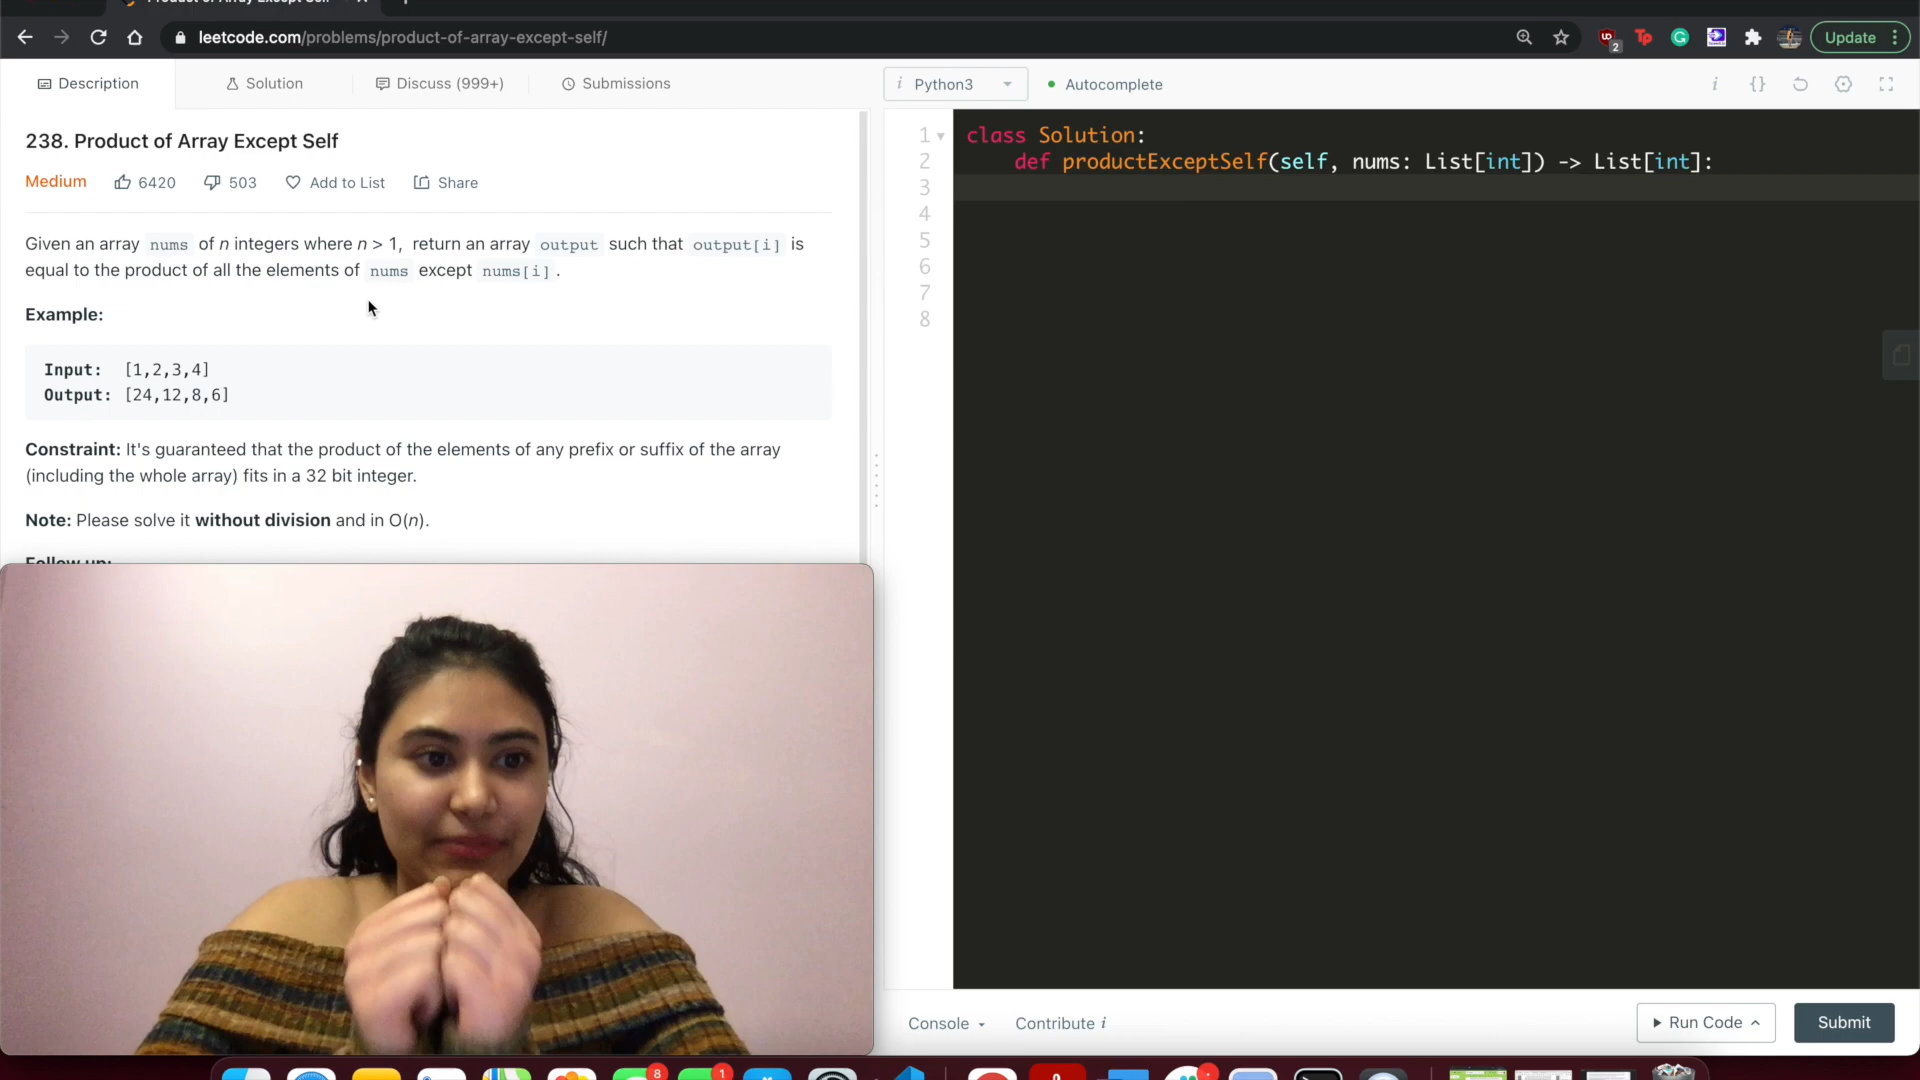 leetcode.com/problems/product-of-array-except-self/
Update
Description
Solution
Discuss (999+)
Submissions
i Python3
Autocomplete
i {}
238. Product of Array Except Self
Medium 6420 503 Add to List Share
Given an array nums of n integers where n > 1, return an array output such that output[i] is
equal to the product of all the elements of nums except nums[i].
Example:
Input: [1,2,3,4]
Output: [24,12,8,6]
Constraint: It's guaranteed that the product of the elements of any prefix or suffix of the array
(including the whole array) fits in a 32 bit integer.
Note: Please solve it without division and in O(n).
Follow up:
1 class Solution:
2 def productExceptSelf(self, nums: List[int]) -> List[int]:
3
4
5
6
7
8
Console
Contribute i
Run Code
Submit
8
1